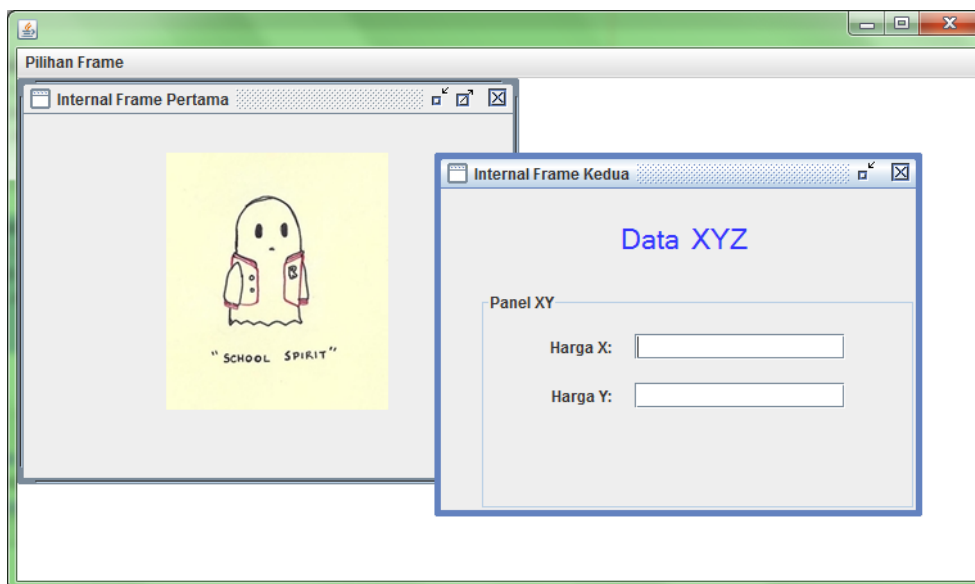 Pilihan Frame
Internal Frame Pertama
"SCHOOL SPIRIT"
Internal Frame Kedua
Data XYZ
Panel XY
Harga X:
Harga Y: